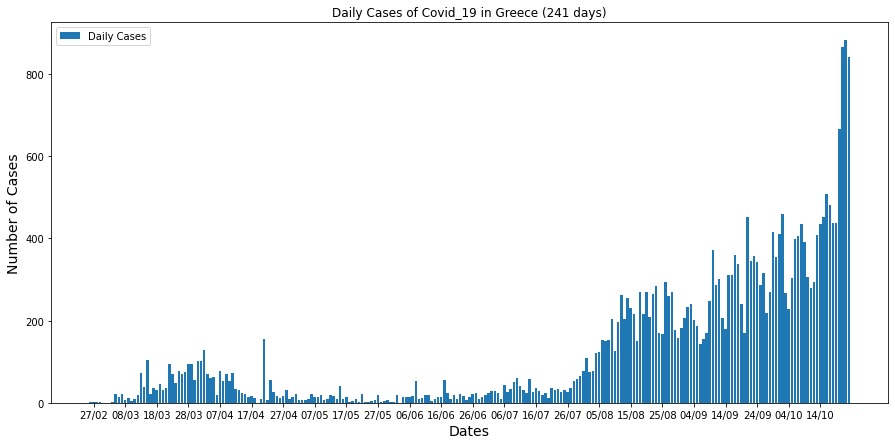 Daily Cases of Covid_19 in Greece (241 days)
Daily Cases
Number of Cases
800
600
400
200
0
27/02 08/03 18/03 28/03 07/04 17/04 27/04 07/05 17/05 27/05 06/06 16/06 26/06 06/07 16/07 26/07 05/08 15/08 25/08 04/09 14/09 24/09 04/10 14/10
Dates